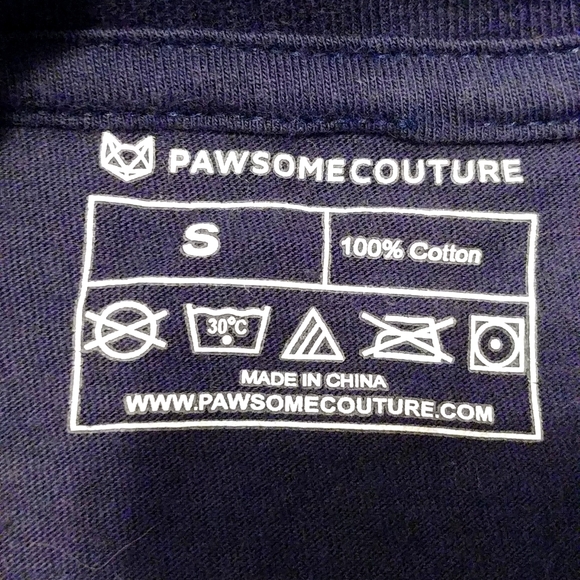 PAWSOMECOUTURE
S
100% Cotton
30°C
MADE IN CHINA
WWW.PAWSOMECOUTURE.COM